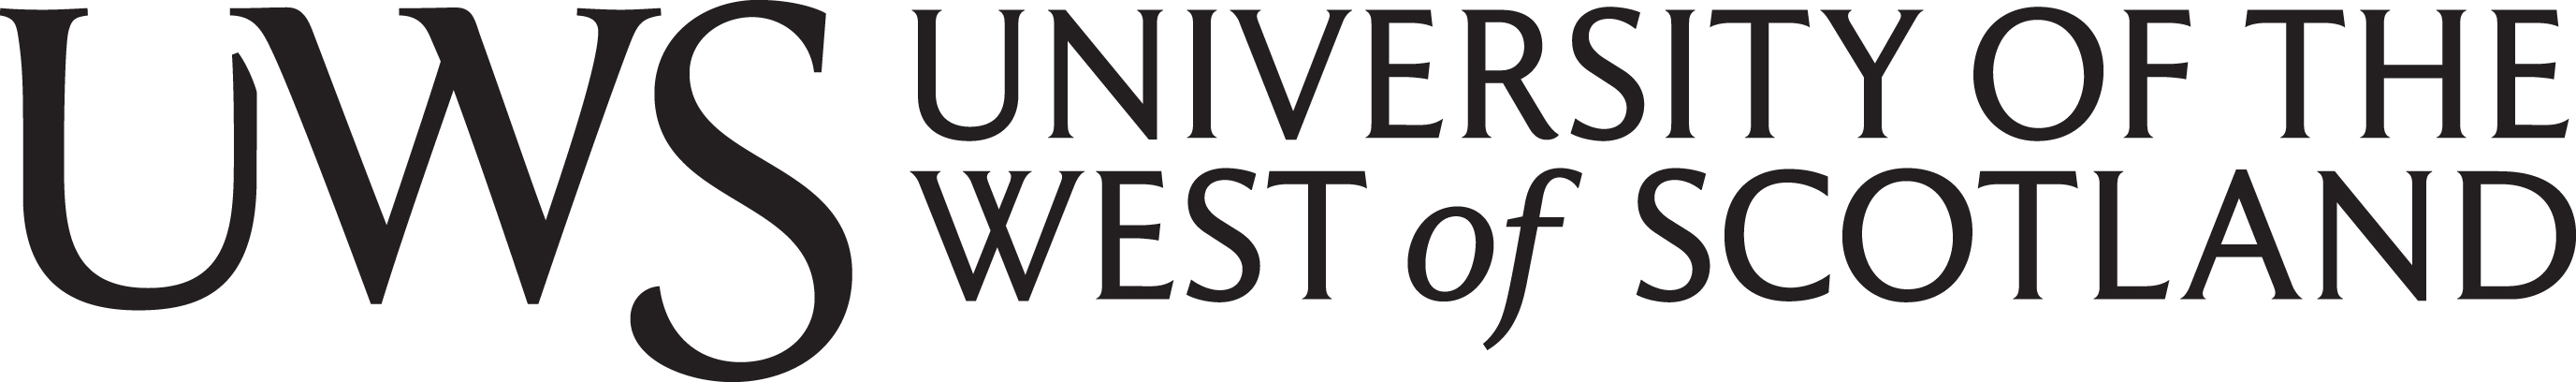 UWS
UNIVERSITY OF THE
WEST of SCOTLAND